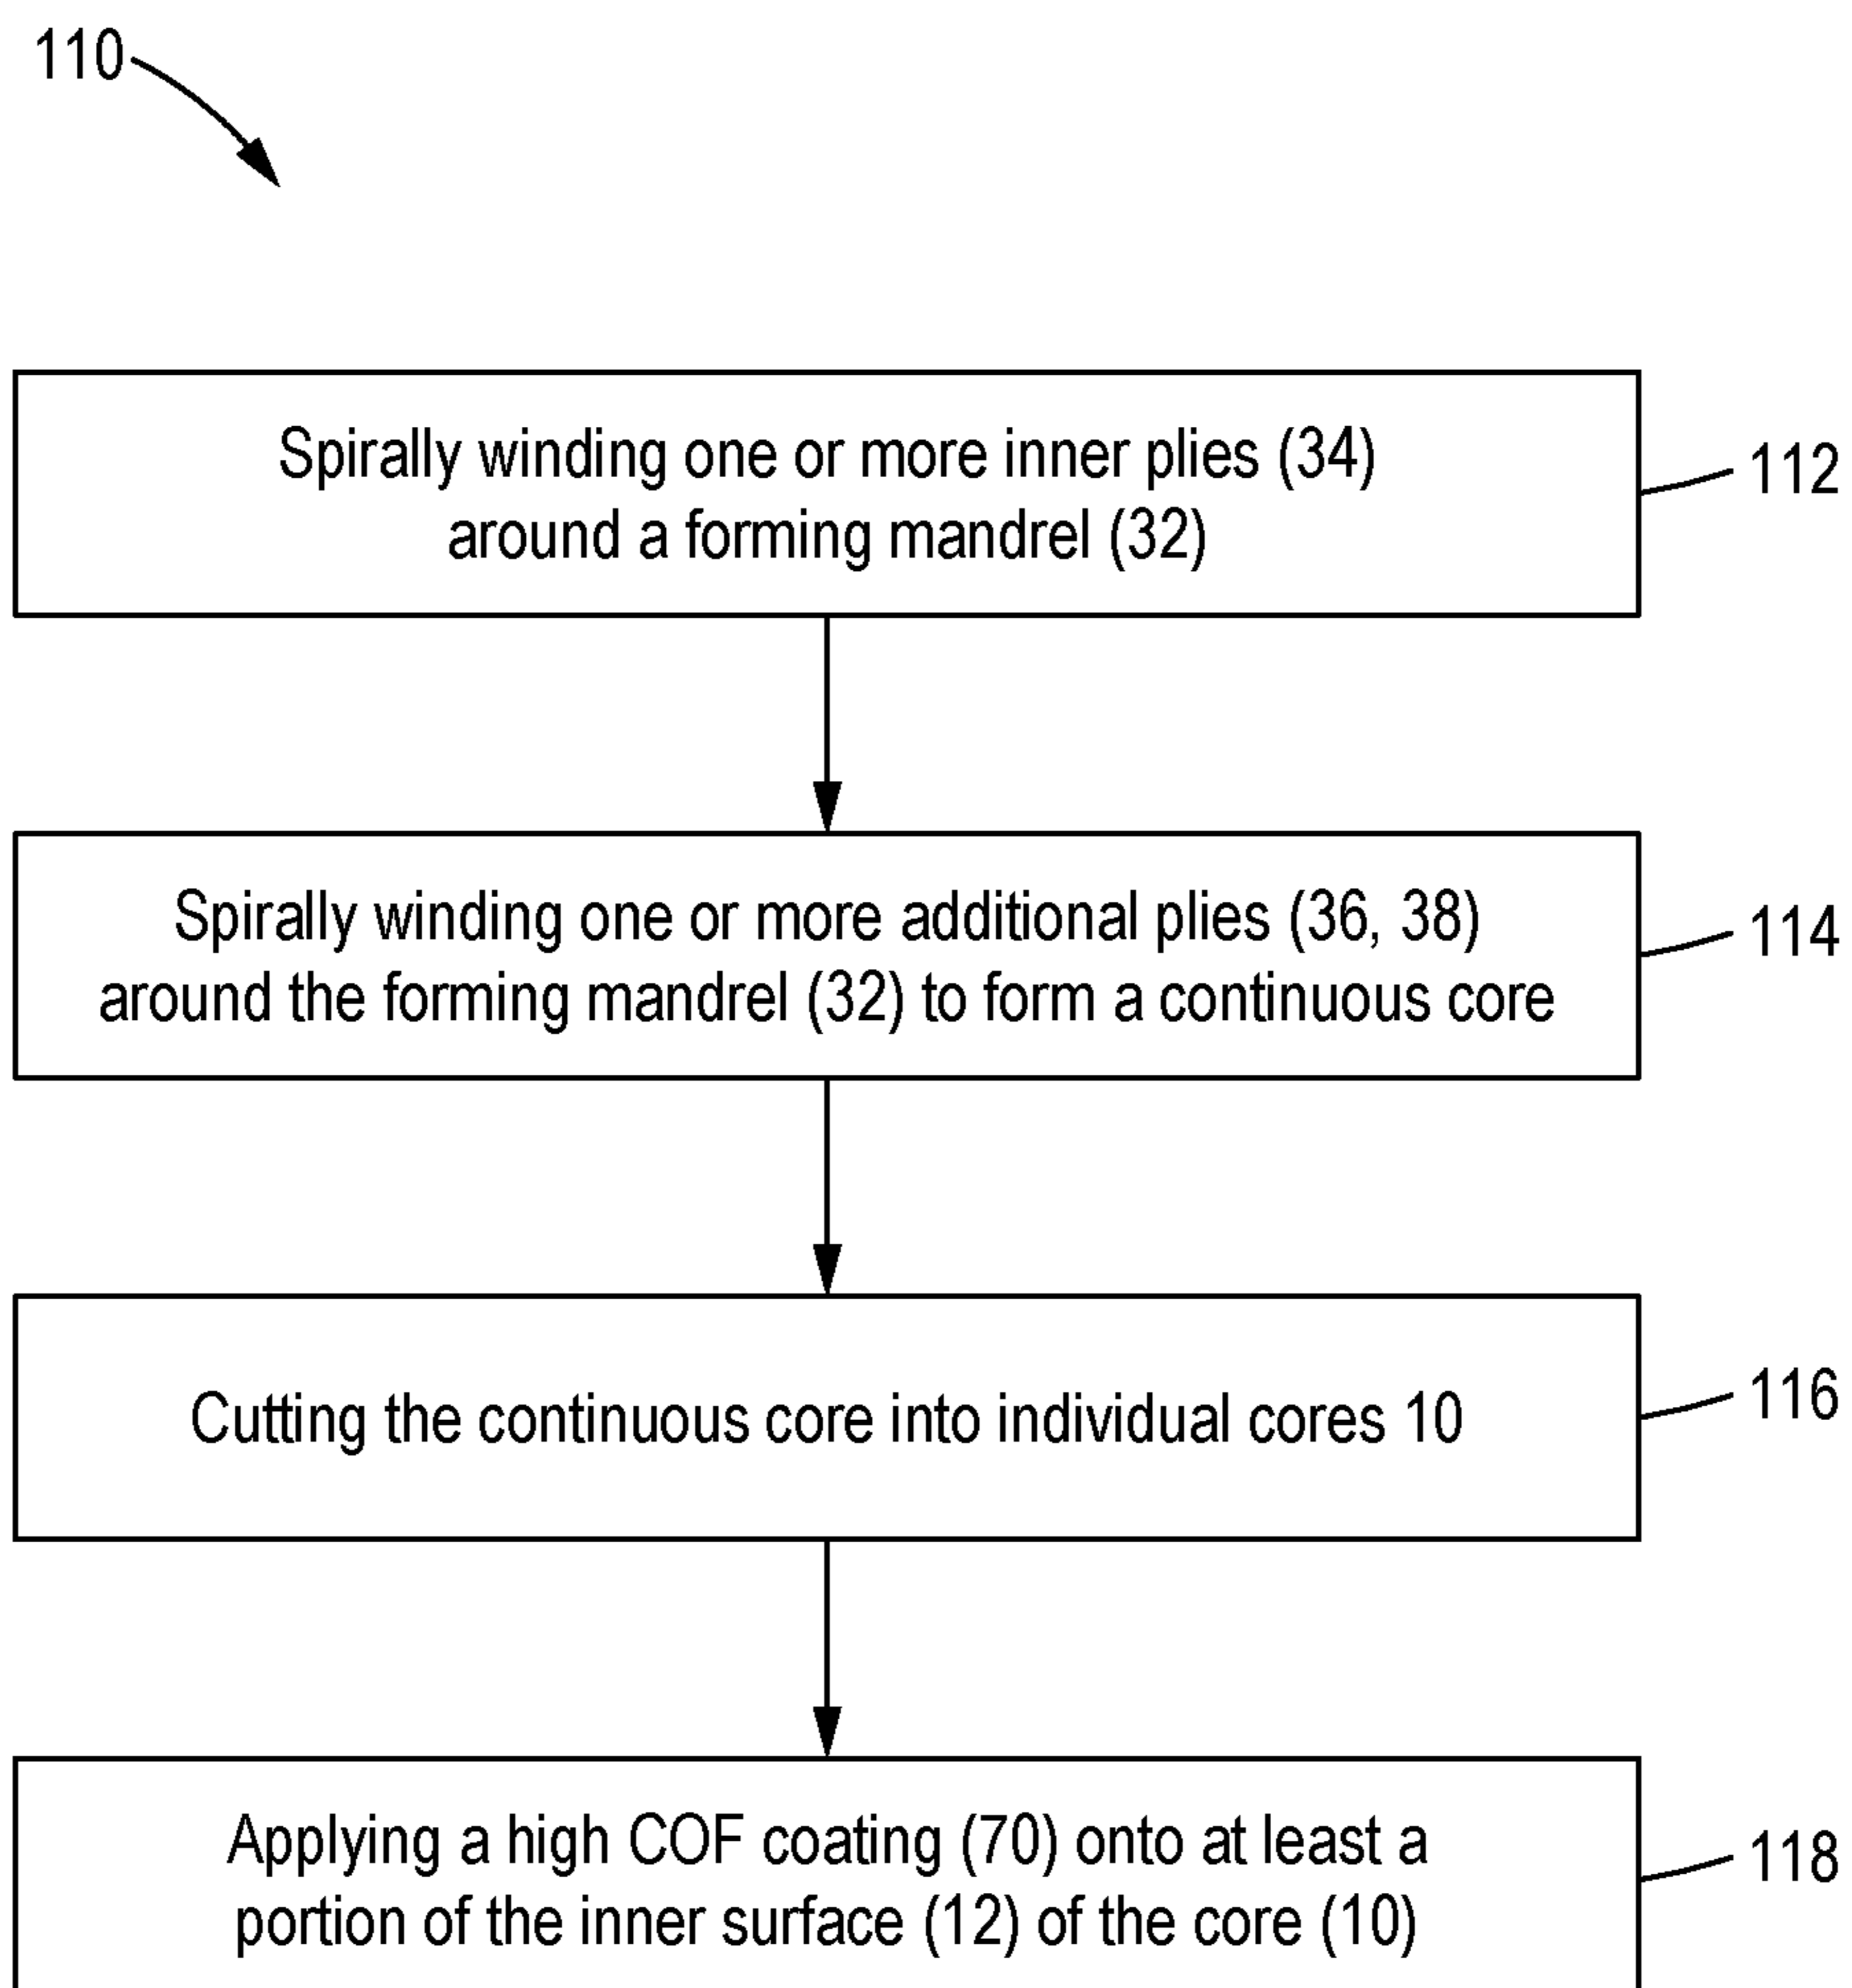 110
Spirally winding one or more inner plies (34)
around a forming mandrel (32)
112
Spirally winding one or more additional plies (36, 38)
around the forming mandrel (32) to form a continuous core
114
Cutting the continuous core into individual cores 10
116
Applying a high COF coating (70) onto at least a
portion of the inner surface (12) of the core (10)
118